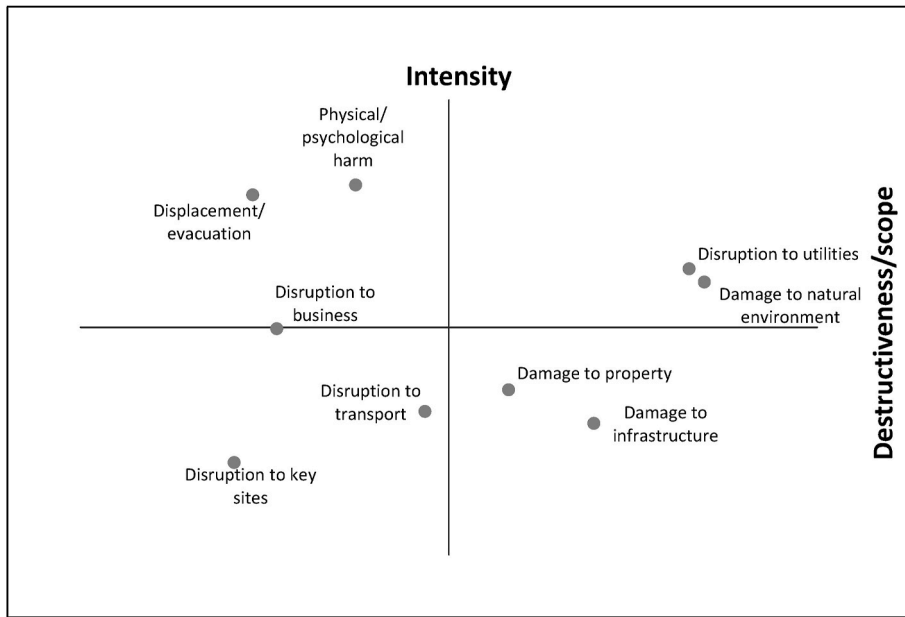 Intensity
Physical/
psychological
harm
Displacement/
evacuation
Destructiveness/scope
Disruption to utilities
Damage to natural
environment
Disruption to
business
Damage to property
Disruption to
transport
Damage to
infrastructure
Disruption to key
sites